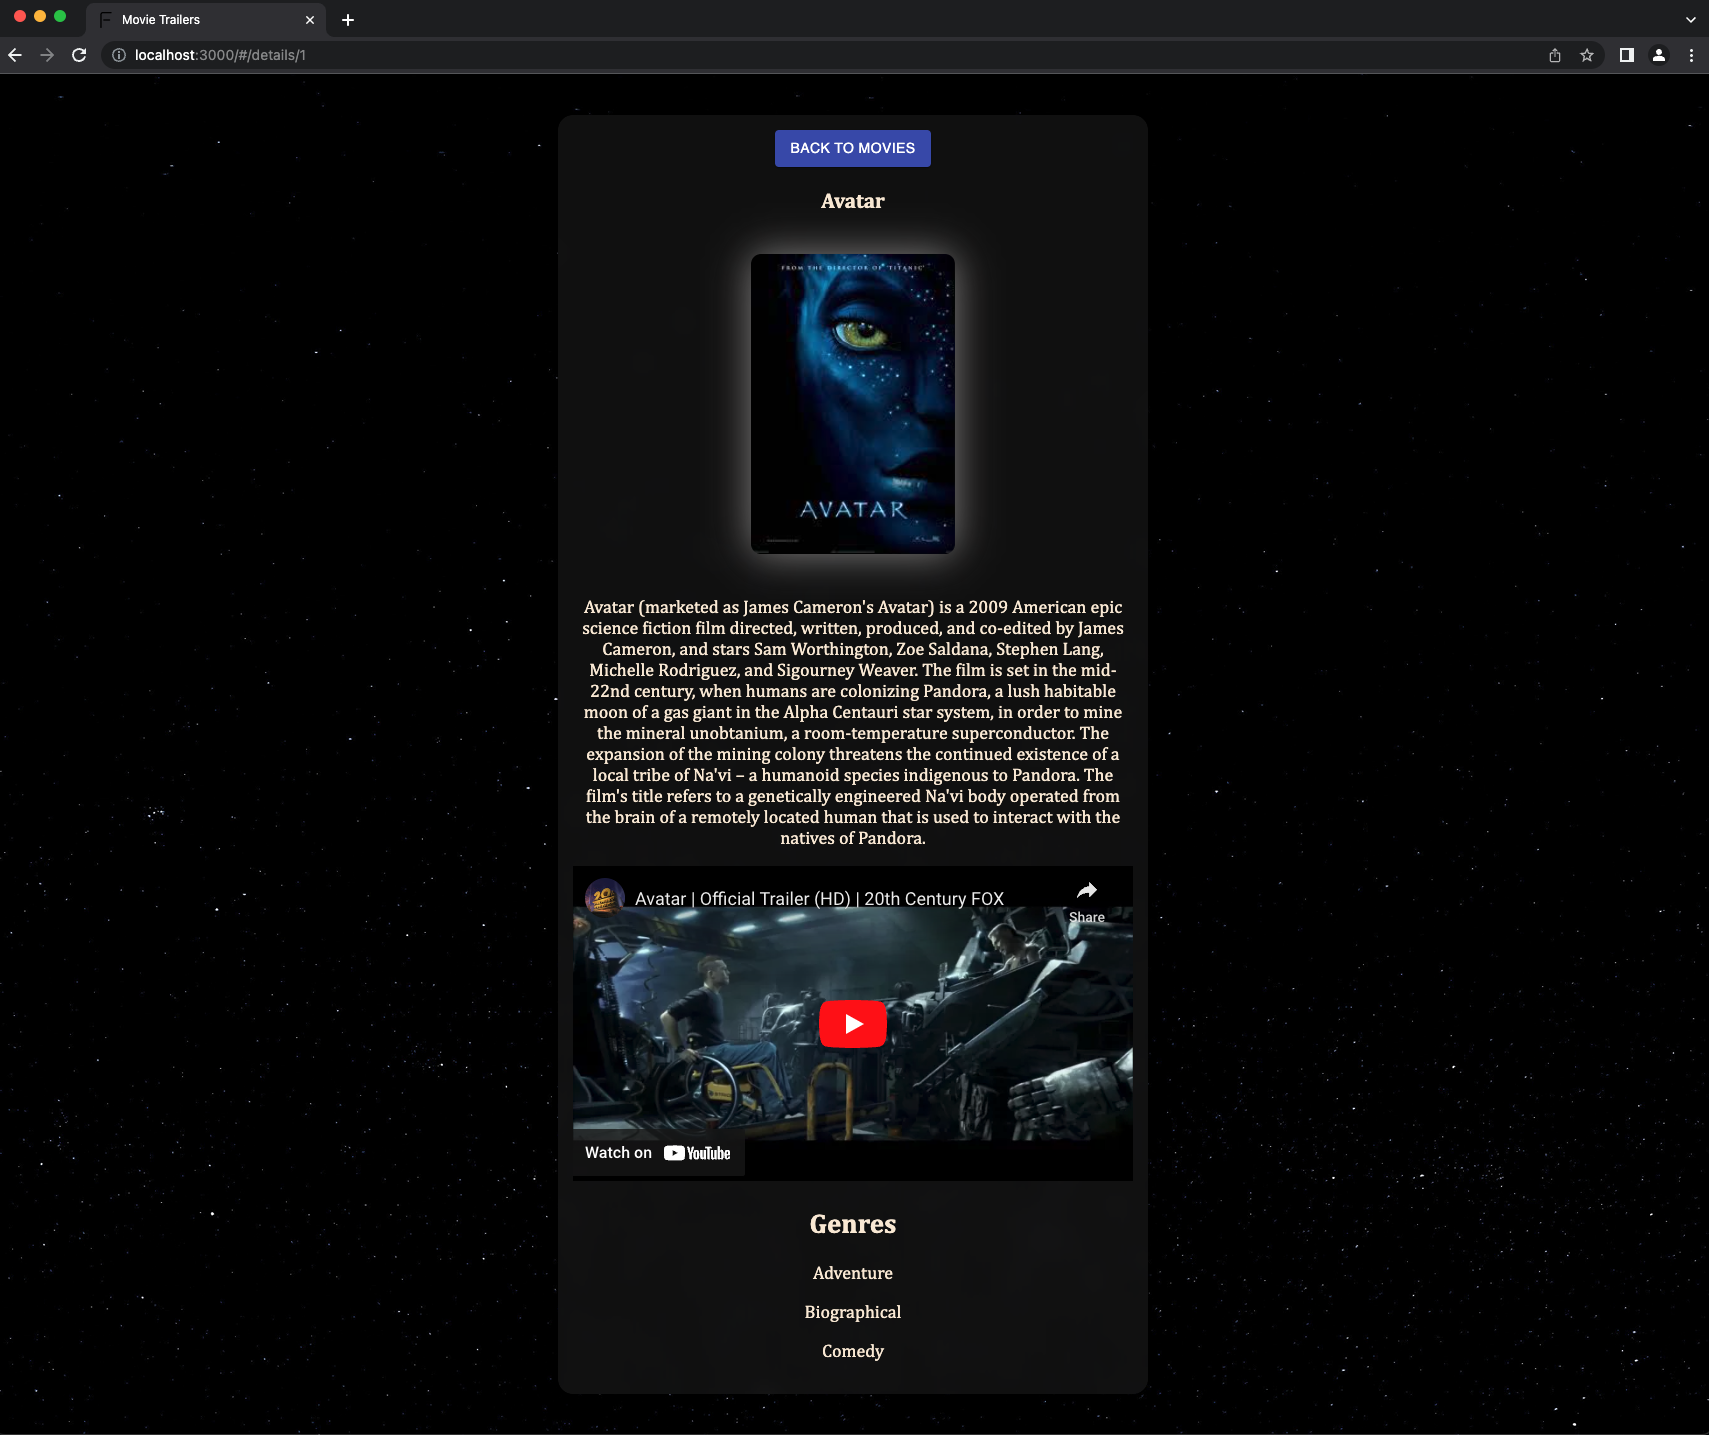 Movie Trailers
localhost:3000/#/details/1
BACK TO MOVIES
Avatar
FROM THE DIRECTOR OF 'TITANIC'
AVATAR
Avatar (marketed as James Cameron's Avatar) is a 2009 American epic
science fiction film directed, written, produced, and co-edited by James
Cameron, and stars Sam Worthington, Zoe Saldana, Stephen Lang,
Michelle Rodriguez, and Sigourney Weaver. The film is set in the mid-
22nd century, when humans are colonizing Pandora, a lush habitable
moon of a gas giant in the Alpha Centauri star system, in order to mine
the mineral unobtanium, a room-temperature superconductor. The
expansion of the mining colony threatens the continued existence of a
local tribe of Na'vi – a humanoid species indigenous to Pandora. The
film's title refers to a genetically engineered Na'vi body operated from
the brain of a remotely located human that is used to interact with the
natives of Pandora.
Avatar | Official Trailer (HD) | 20th Century FOX
Share
Watch on YouTube
Genres
Adventure
Biographical
Comedy